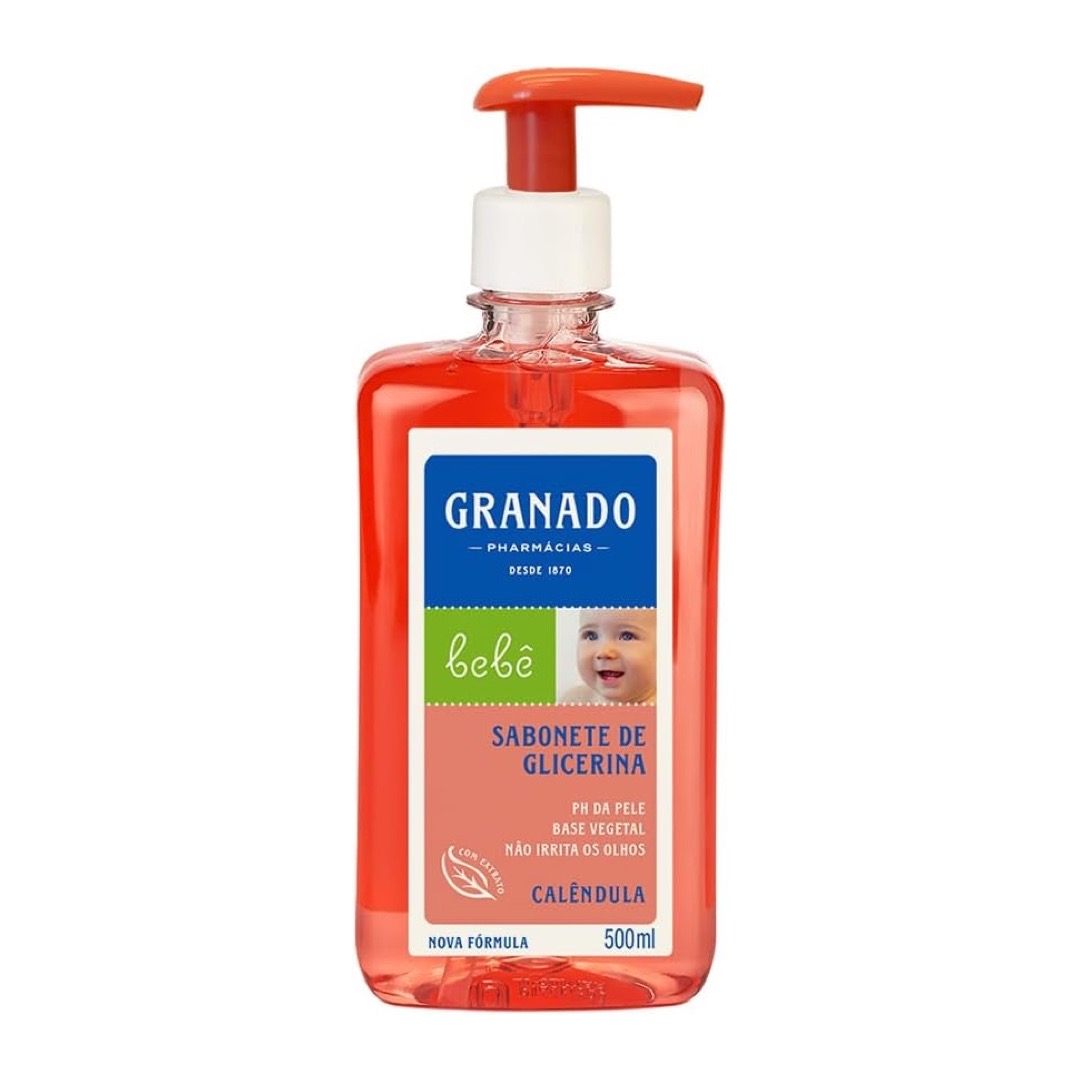 GRANADO
PHARMÁCIAS
DESDE 1870
bebê
SABONETE DE
GLICERINA
PH DA PELE
BASE VEGETAL
NÃO IRRITA OS OLHOS
COM EXTRATO
CALÊNDULA
NOVA FÓRMULA
500ml